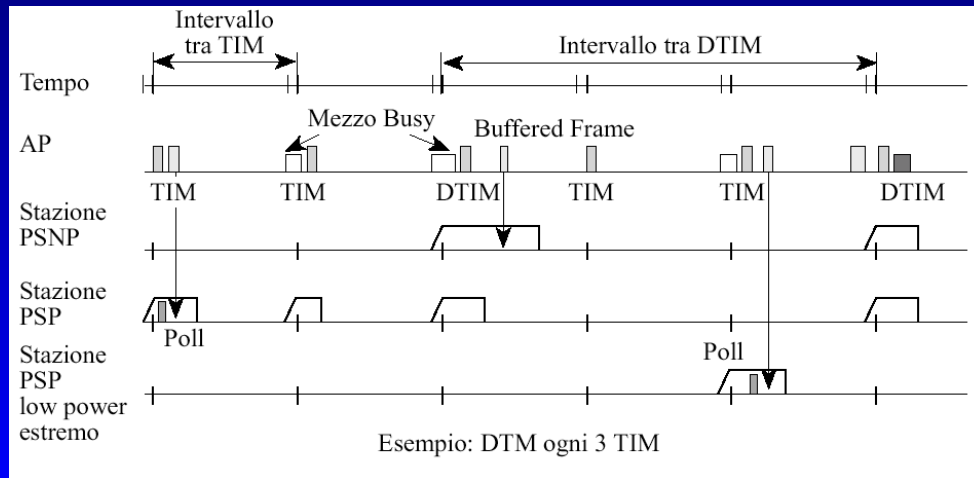 Intervallo
tra TIM
Intervallo tra DTIM
Tempo
Mezzo Busy
Buffered Frame
AP
TIM
TIM
DTIM
TIM
TIM
DTIM
Stazione
PSNP
Stazione
PSP
Poll
Stazione
PSP
low power
estremo
Poll
Esempio: DTM ogni 3 TIM